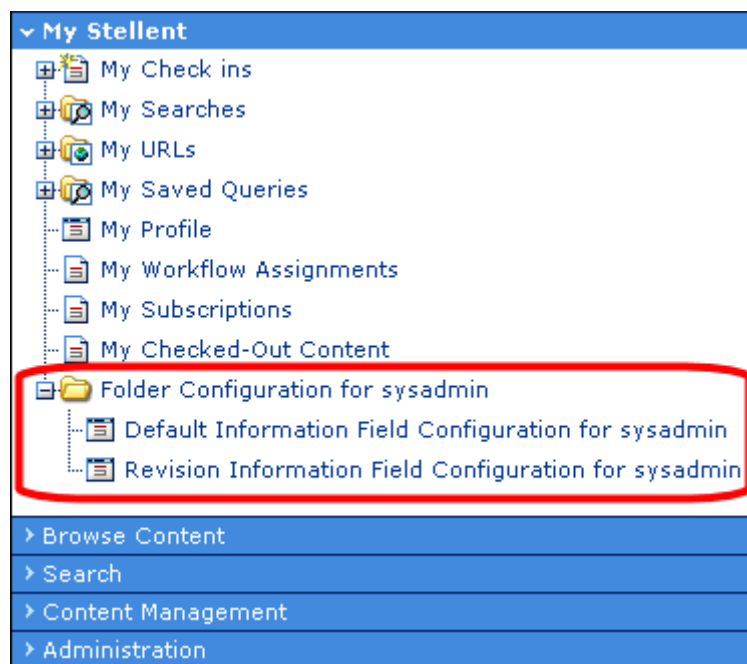 My Stellent
My Check ins
My Searches
My URLs
My Saved Queries
My Profile
My Workflow Assignments
My Subscriptions
My Checked-Out Content
Folder Configuration for sysadmin
Default Information Field Configuration for sysadmin
Revision Information Field Configuration for sysadmin
Browse Content
Search
Content Management
Administration